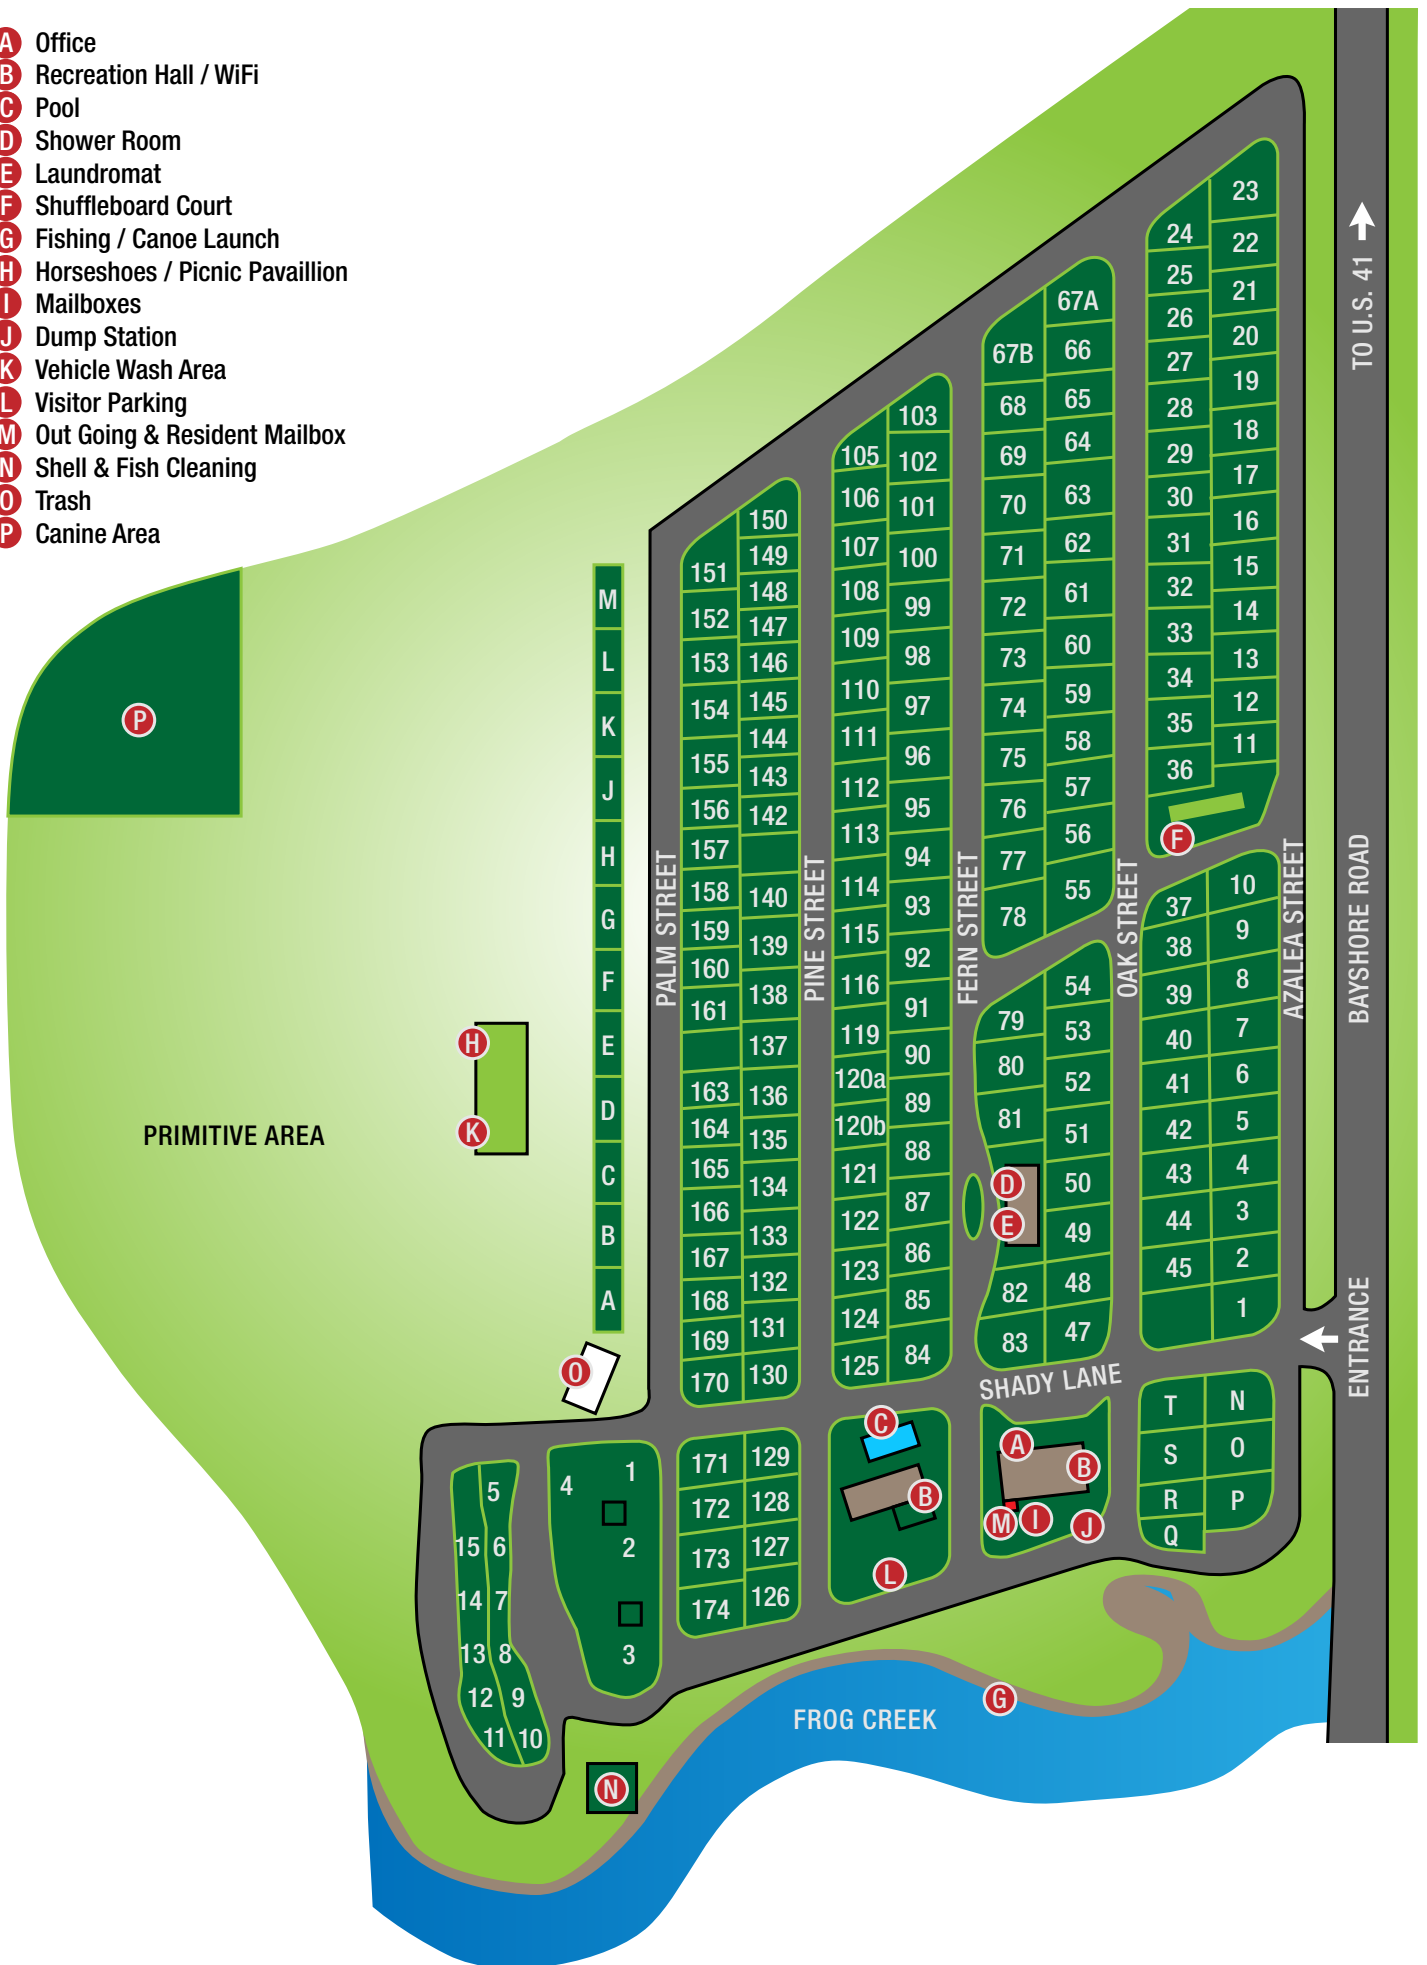 A Office
B Recreation Hall / WiFi
C Pool
D Shower Room
E Laundromat
F Shuffleboard Court
G Fishing / Canoe Launch
H Horseshoes / Picnic Pavaillion
I Mailboxes
J Dump Station
K Vehicle Wash Area
L Visitor Parking
M Out Going & Resident Mailbox
N Shell & Fish Cleaning
O Trash
P Canine Area
P
H
K
PRIMITIVE AREA
M
L
K
J
H
G
F
E
D
C
B
A
O
PALM STREET
151
152
153
154
155
156
157
158
159
160
161
163
164
165
166
167
168
169
170
150
149
148
147
146
145
144
143
142
140
139
138
137
136
135
134
133
132
131
130
PINE STREET
105
106
107
108
109
110
111
112
113
114
115
116
119
120a
120b
121
122
123
124
125
103
102
101
100
99
98
97
96
95
94
93
92
91
90
89
88
87
86
85
84
FERN STREET
67B
68
69
70
71
72
73
74
75
76
77
78
67A
66
65
64
63
62
61
60
59
58
57
56
55
79
80
81
D
E
82
83
54
53
52
51
50
49
48
47
OAK STREET
24
25
26
27
28
29
30
31
32
33
34
35
36
F
23
22
21
20
19
18
17
16
15
14
13
12
11
37
38
39
40
41
42
43
44
45
10
9
8
7
6
5
4
3
2
1
AZALEA STREET
TO U.S. 41
BAYSHORE ROAD
ENTRANCE
SHADY LANE
5
15 6
14 7
13 8
12 9
11 10
4 1
2
3
171 129
172 128
173 127
174 126
C
B
L
A
B
M I J
T N
S O
R P
Q
G
FROG CREEK
N